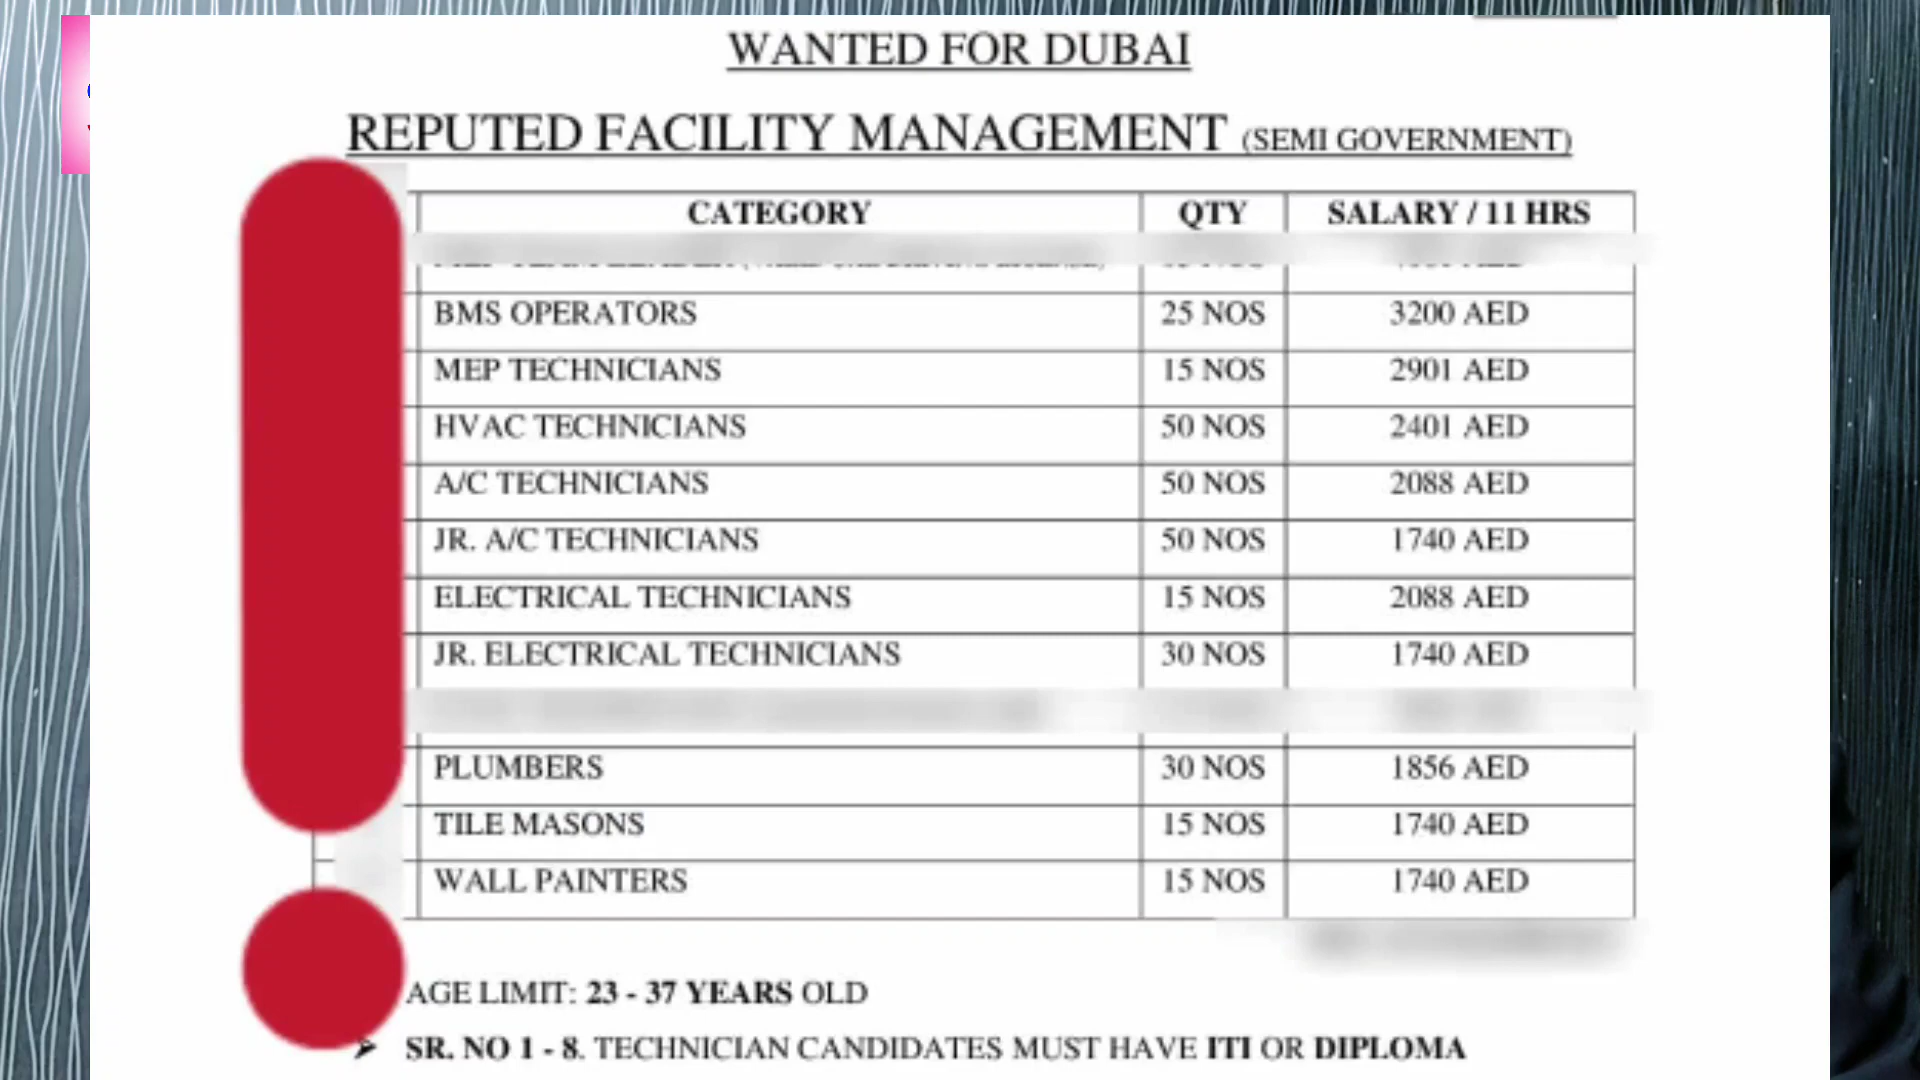 WANTED FOR DUBAI
REPUTED FACILITY MANAGEMENT (SEMI GOVERNMENT)
CATEGORY QTY SALARY / 11 HRS
BMS OPERATORS 25 NOS 3200 AED
MEP TECHNICIANS 15 NOS 2901 AED
HVAC TECHNICIANS 50 NOS 2401 AED
A/C TECHNICIANS 50 NOS 2088 AED
JR. A/C TECHNICIANS 50 NOS 1740 AED
ELECTRICAL TECHNICIANS 15 NOS 2088 AED
JR. ELECTRICAL TECHNICIANS 30 NOS 1740 AED
PLUMBERS 30 NOS 1856 AED
TILE MASONS 15 NOS 1740 AED
WALL PAINTERS 15 NOS 1740 AED
AGE LIMIT: 23 - 37 YEARS OLD
SR. NO 1 - 8. TECHNICIAN CANDIDATES MUST HAVE ITI OR DIPLOMA